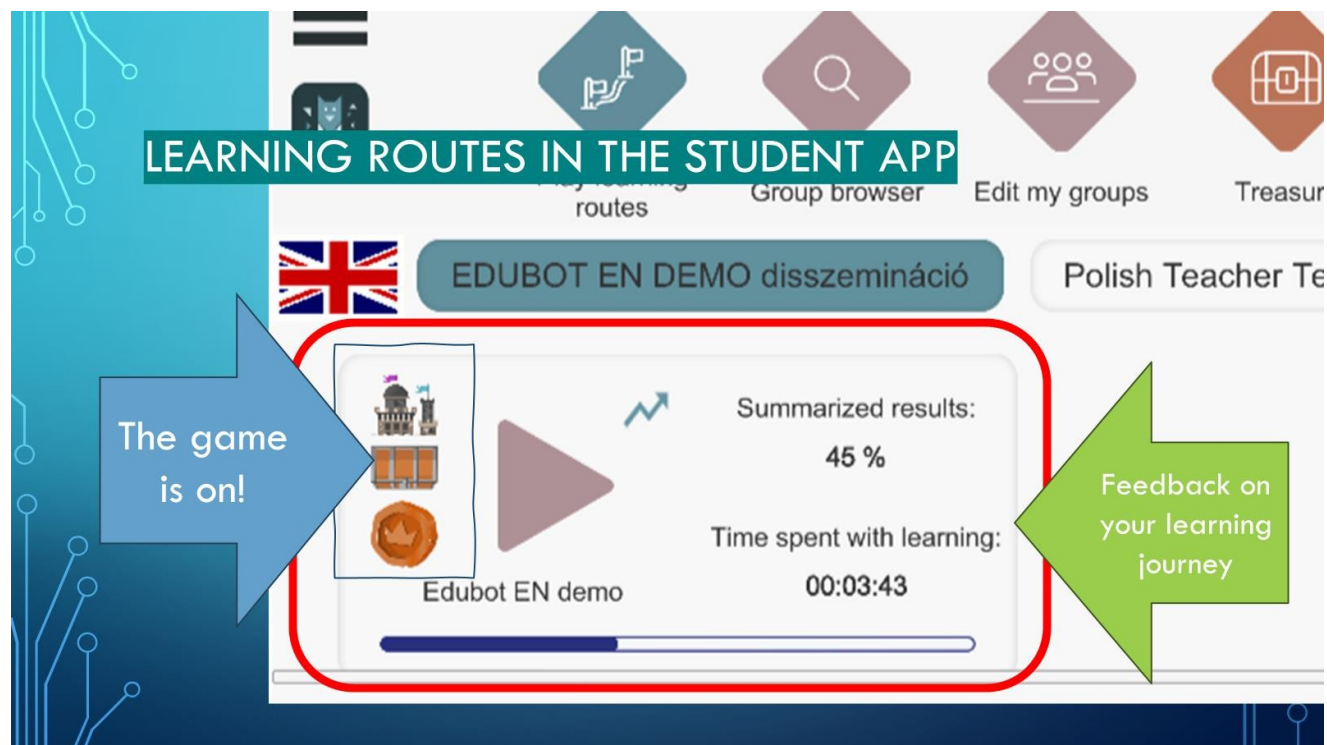 LEARNING ROUTES IN THE STUDENT APP
routes
Group browser
Edit my groups
EDUBOT EN DEMO disszemináció
Polish Teacher
The game
is on!
Summarized results:
45 %
Time spent with learning:
00:03:43
Edubot EN demo
Feedback on
your learning
journey